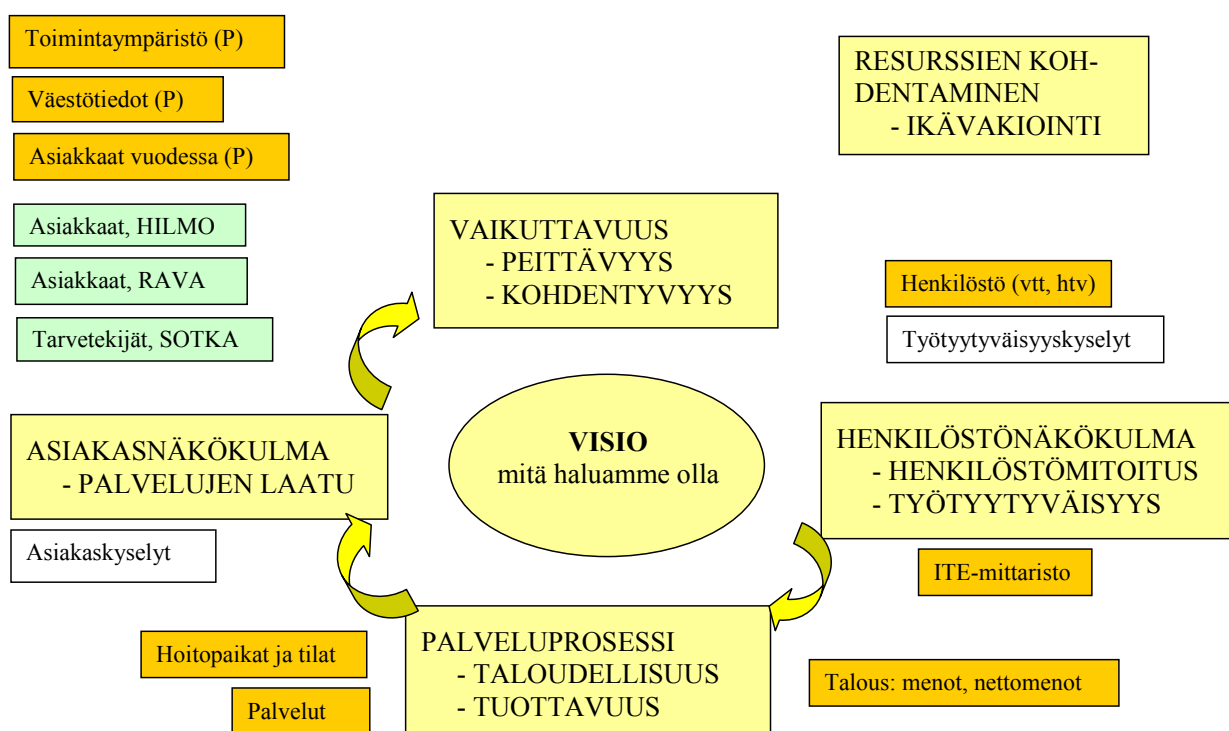 Toimintaympäristö (P)
Väestötiedot (P)
Asiakkaat vuodessa (P)
Asiakkaat, HILMO
Asiakkaat, RAVA
Tarvetekijät, SOTKA
RESURSSIEN KOH-
DENTAMINEN
- IKÄVAKIOINTI
VAIKUTTAVUUS
- PEITTÄVYYS
- KOHDENTYVYYS
Henkilöstö (vtt, htv)
Työtyytyväisyyskyselyt
ASIAKASNÄKÖKULMA
- PALVELUJEN LAATU
Asiakaskyselyt
VISIO
mitä haluamme olla
HENKILÖSTÖNÄKÖKULMA
- HENKILÖSTÖMITOITUS
- TYÖTYYTYVÄISYYS
ITE-mittaristo
Hoitopaikat ja tilat
Palvelut
PALVELUPROSESSI
- TALOUDELLISUUS
- TUOTTAVUUS
Talous: menot, nettomenot